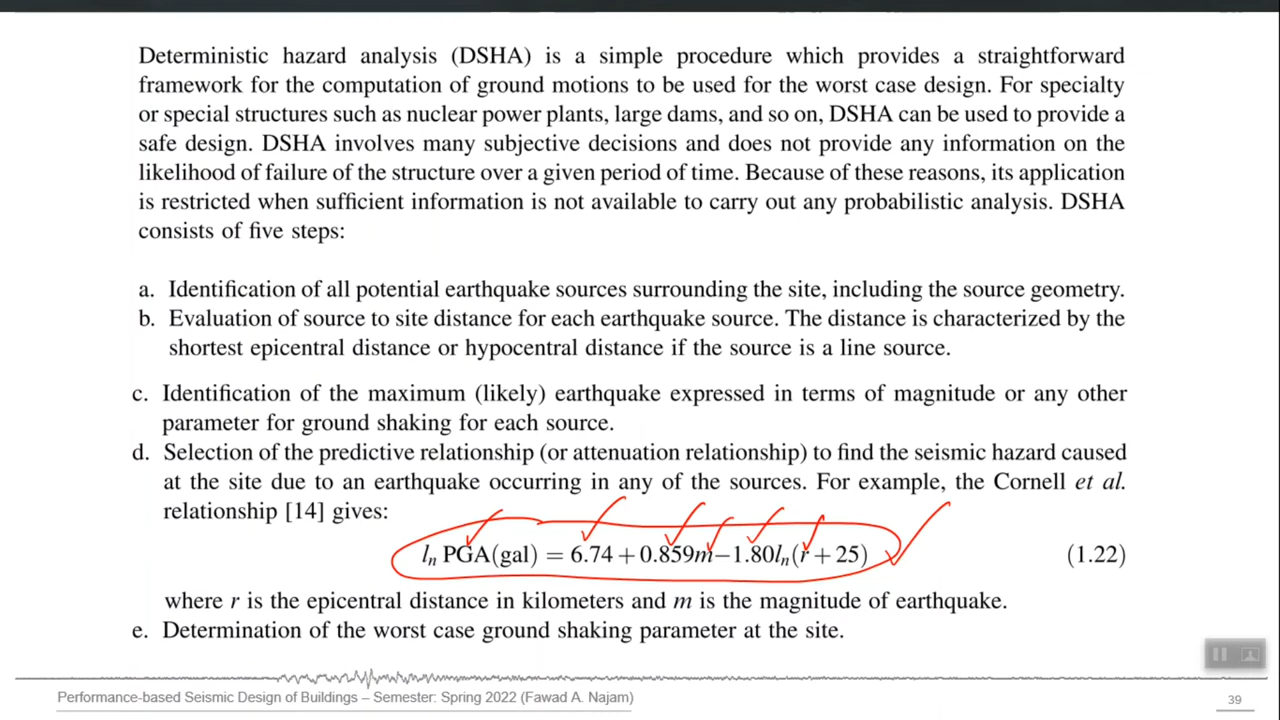 Deterministic hazard analysis (DSHA) is a simple procedure which provides a straightforward
framework for the computation of ground motions to be used for the worst case design. For specialty
or special structures such as nuclear power plants, large dams, and so on, DSHA can be used to provide a
safe design. DSHA involves many subjective decisions and does not provide any information on the
likelihood of failure of the structure over a given period of time. Because of these reasons, its application
is restricted when sufficient information is not available to carry out any probabilistic analysis. DSHA
consists of five steps:
a. Identification of all potential earthquake sources surrounding the site, including the source geometry.
b. Evaluation of source to site distance for each earthquake source. The distance is characterized by the
shortest epicentral distance or hypocentral distance if the source is a line source.
c. Identification of the maximum (likely) earthquake expressed in terms of magnitude or any other
parameter for ground shaking for each source.
d. Selection of the predictive relationship (or attenuation relationship) to find the seismic hazard caused
at the site due to an earthquake occurring in any of the sources. For example, the Cornell et al.
relationship [14] gives:
lₙ PGA(gal) = 6.74 + 0.859m−1.80lₙ(r + 25) (1.22)
where r is the epicentral distance in kilometers and m is the magnitude of earthquake.
e. Determination of the worst case ground shaking parameter at the site.
Performance-based Seismic Design of Buildings – Semester: Spring 2022 (Fawad A. Najam) 39